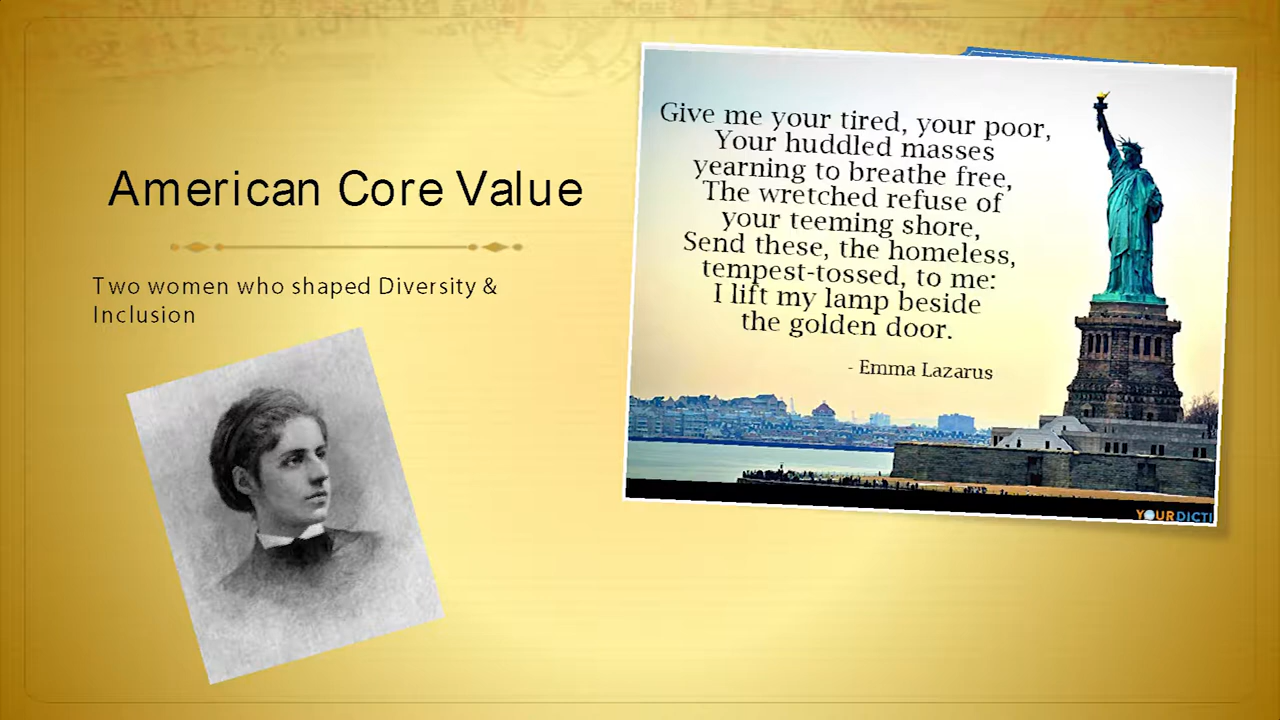 American Core Value
Two women who shaped Diversity &
Inclusion
Give me your tired, your poor,
Your huddled masses
yearning to breathe free,
The wretched refuse of
your teeming shore,
Send these, the homeless,
tempest-tossed, to me:
I lift my lamp beside
the golden door.
- Emma Lazarus
YOURDICTI